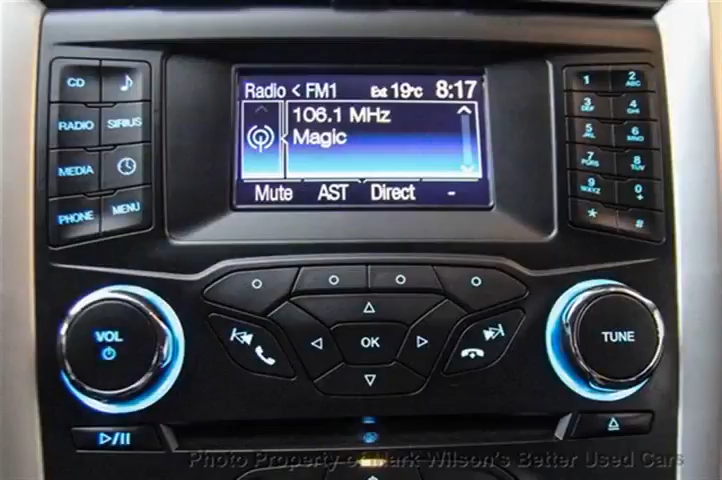 CD
RADIO SIRIUS
MEDIA
PHONE MENU
Radio < FM1 Ext 19°C 8:17
106.1 MHz
Magic
Mute AST Direct -
1 2 ABC
3 DEF 4 GHI
5 JKL 6 MNO
7 PQRS 8 TUV
9 WXYZ 0 +
* #
VOL
OK
TUNE
Photo Property of Mark Wilson's Better Used Cars